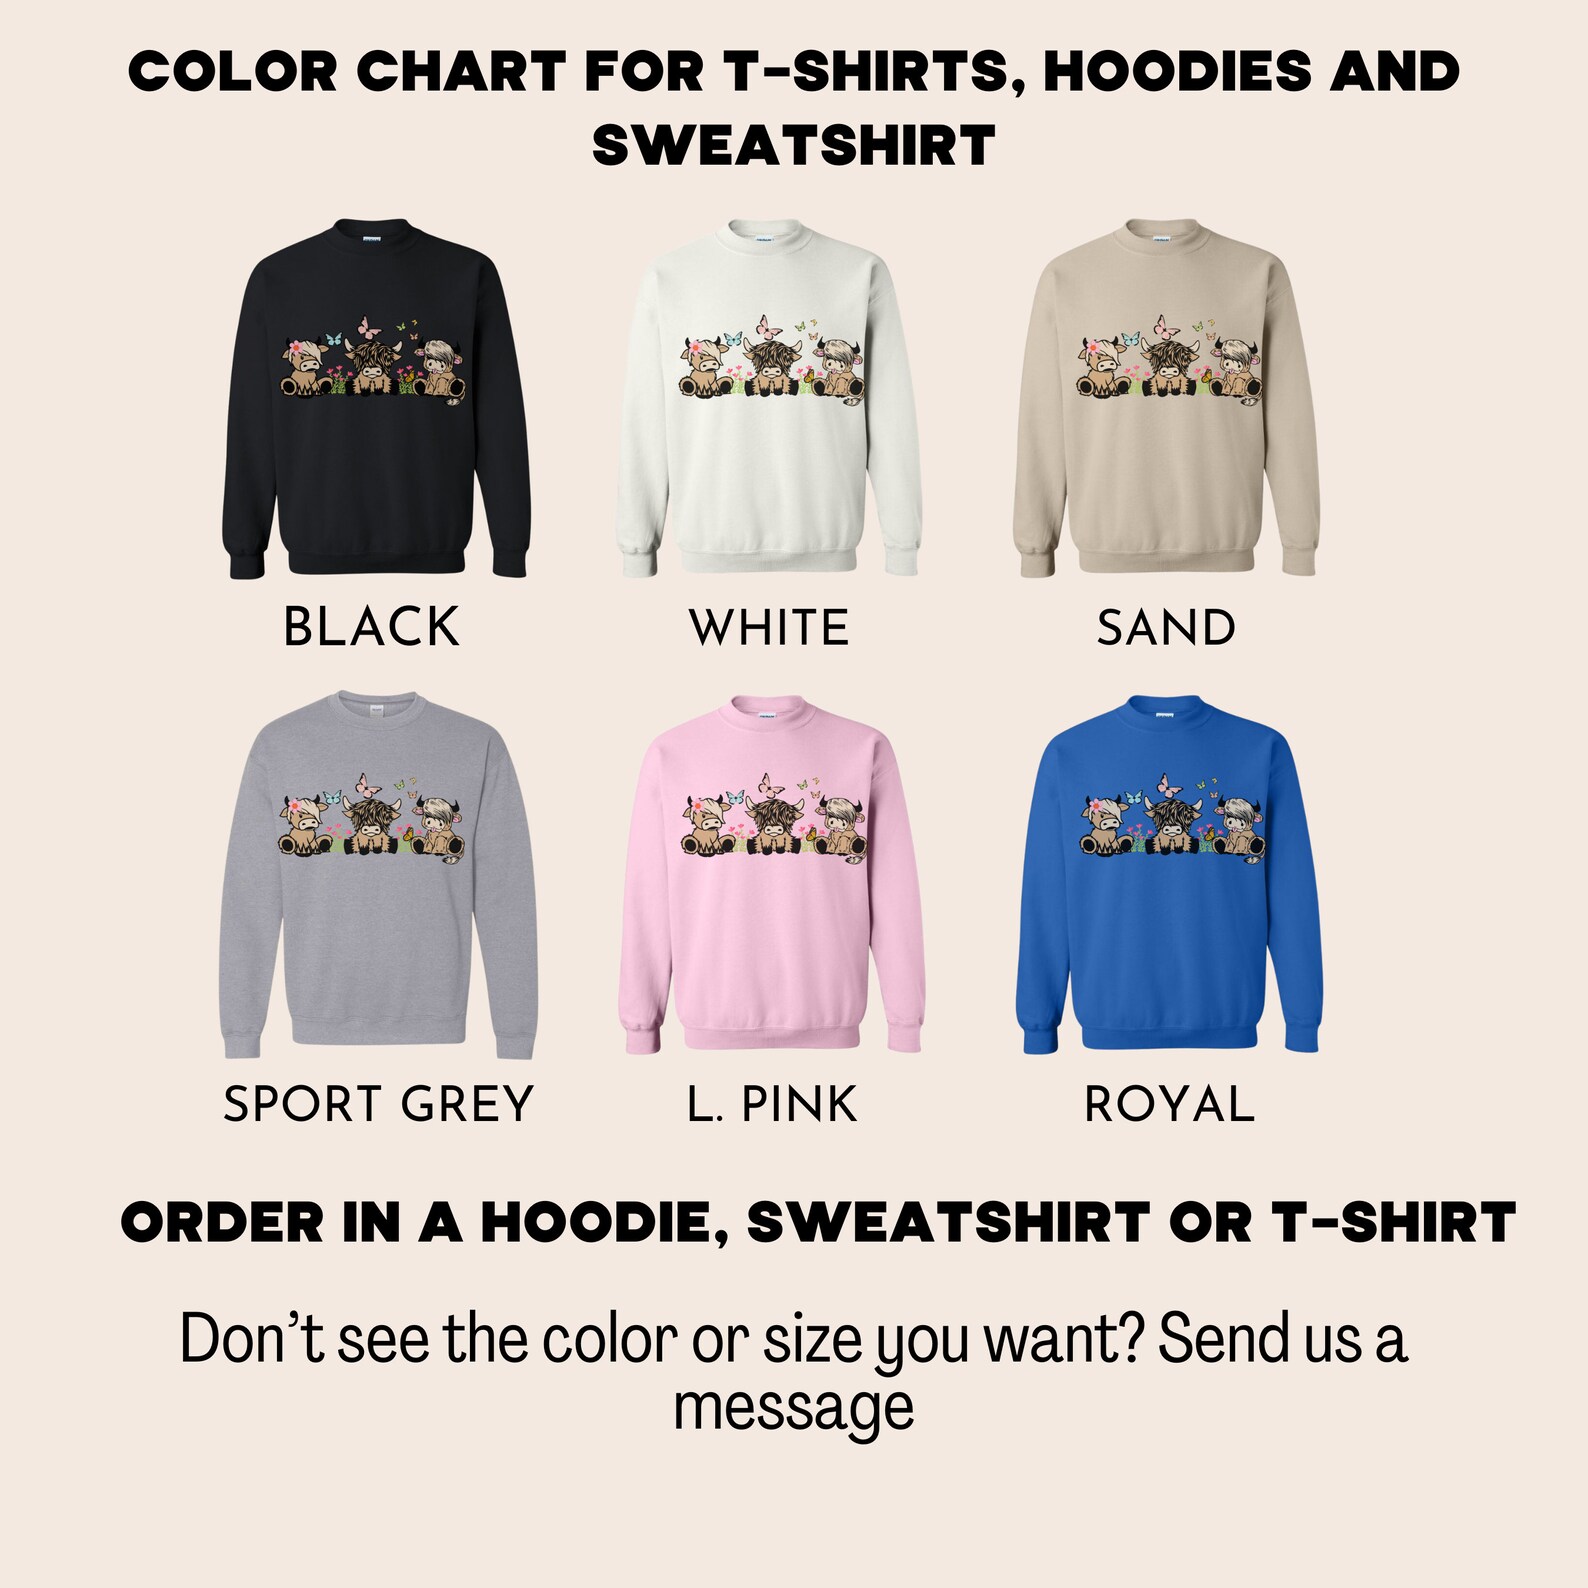 COLOR CHART FOR T-SHIRTS, HOODIES AND
SWEATSHIRT
BLACK
WHITE
SAND
SPORT GREY
L. PINK
ROYAL
ORDER IN A HOODIE, SWEATSHIRT OR T-SHIRT
Don't see the color or size you want? Send us a
message